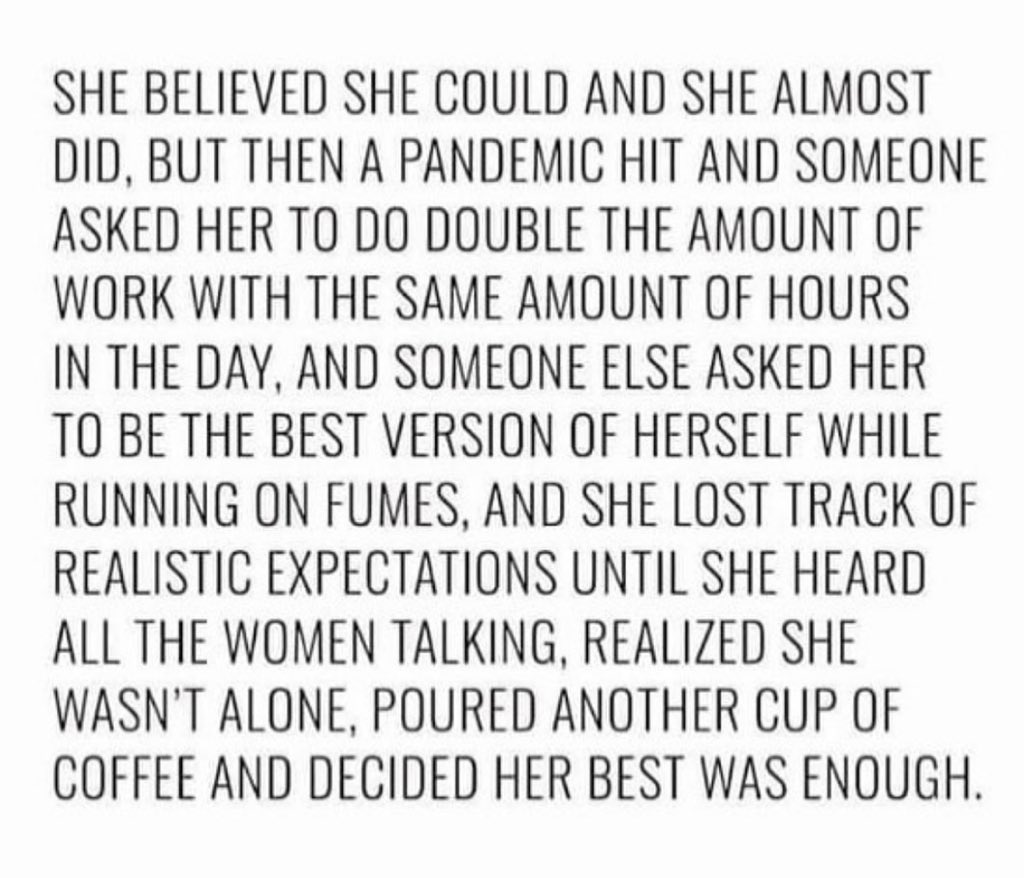 SHE BELIEVED SHE COULD AND SHE ALMOST
DID, BUT THEN A PANDEMIC HIT AND SOMEONE
ASKED HER TO DO DOUBLE THE AMOUNT OF
WORK WITH THE SAME AMOUNT OF HOURS
IN THE DAY, AND SOMEONE ELSE ASKED HER
TO BE THE BEST VERSION OF HERSELF WHILE
RUNNING ON FUMES, AND SHE LOST TRACK OF
REALISTIC EXPECTATIONS UNTIL SHE HEARD
ALL THE WOMEN TALKING, REALIZED SHE
WASN'T ALONE, POURED ANOTHER CUP OF
COFFEE AND DECIDED HER BEST WAS ENOUGH.